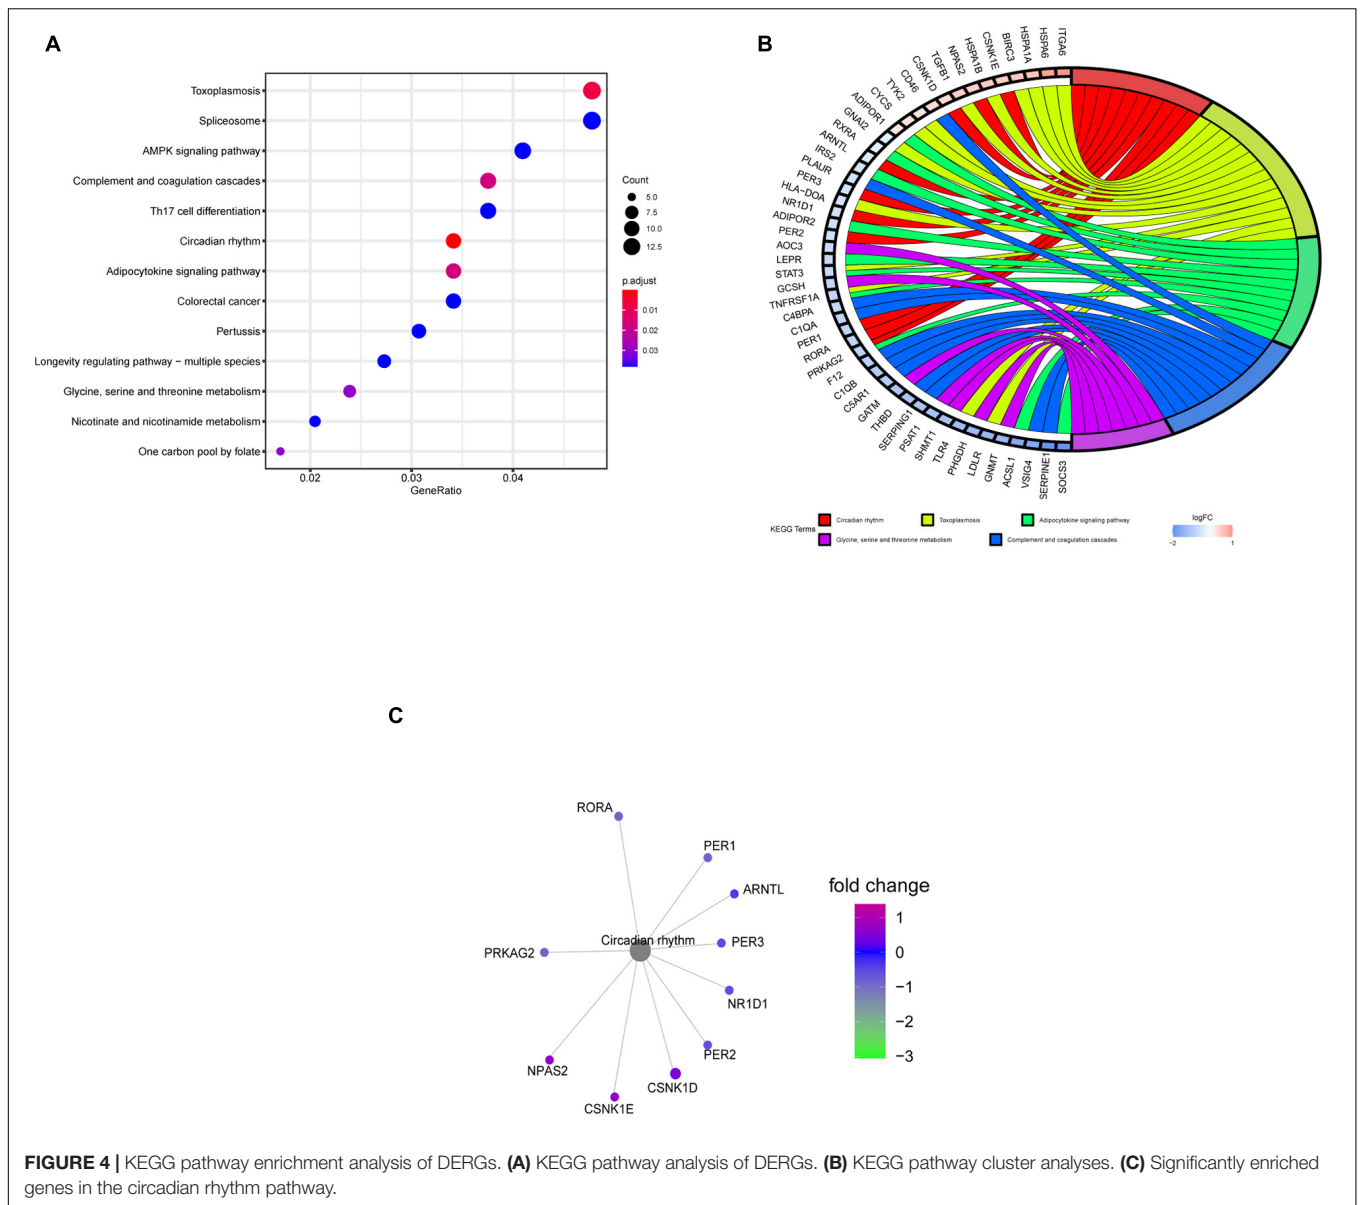 A
Toxoplasmosis
Spliceosome
AMPK signaling pathway
Complement and coagulation cascades
Th17 cell differentiation
Circadian rhythm
Adipocytokine signaling pathway
Colorectal cancer
Pertussis
Longevity regulating pathway − multiple species
Glycine, serine and threonine metabolism
Nicotinate and nicotinamide metabolism
One carbon pool by folate
0.02 0.03 0.04
GeneRatio
Count
5.0
7.5
10.0
12.5
p.adjust
0.01
0.02
0.03
B
ITGA6
HSPA6
HSPA1A
BIRC3
CSNK1E
HSPA1B
NPAS2
TGFB1
CSNK1D
CD46
TYK2
CYCS
ADIPOR1
GNAI2
RXRA
ARNTL
IRS2
PLAUR
PER3
HLA−DOA
NR1D1
ADIPOR2
PER2
AOC3
LEPR
STAT3
GCSH
TNFRSF1A
C4BPA
C1QA
PER1
RORA
PRKAG2
F12
C1QB
C5AR1
GATM
THBD
SERPING1
PSAT1
SHMT1
TLR4
PHGDH
LDLR
GNMT
ACSL1
VSIG4
SERPINE1
SOCS3
KEGG Terms
Circadian rhythm
Toxoplasmosis
Adipocytokine signaling pathway
Glycine, serine and threonine metabolism
Complement and coagulation cascades
logFC
−2 1
C
RORA
PER1
ARNTL
Circadian rhythm
PER3
PRKAG2
NR1D1
PER2
NPAS2
CSNK1D
CSNK1E
fold change
1
0
−1
−2
−3
FIGURE 4 | KEGG pathway enrichment analysis of DERGs. (A) KEGG pathway analysis of DERGs. (B) KEGG pathway cluster analyses. (C) Significantly enriched
genes in the circadian rhythm pathway.